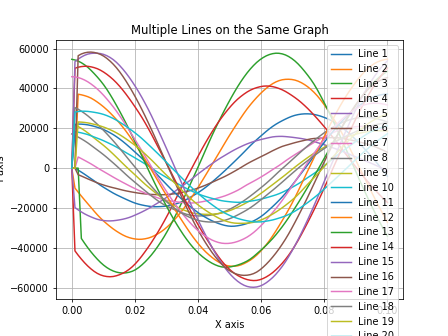 Multiple Lines on the Same Graph
60000
40000
20000
0
−20000
−40000
−60000
0.00
0.02
0.04
0.06
X axis
Line 1
Line 2
Line 3
Line 4
Line 5
Line 6
Line 7
Line 8
Line 9
Line 10
Line 11
Line 12
Line 13
Line 14
Line 15
Line 16
Line 17
Line 18
Line 19
Line 20